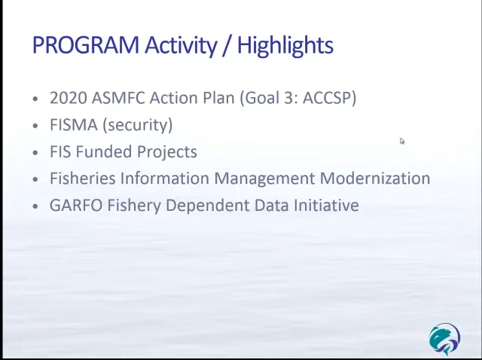 PROGRAM Activity / Highlights
• 2020 ASMFC Action Plan (Goal 3: ACCSP)
• FISMA (security)
• FIS Funded Projects
• Fisheries Information Management Modernization
• GARFO Fishery Dependent Data Initiative